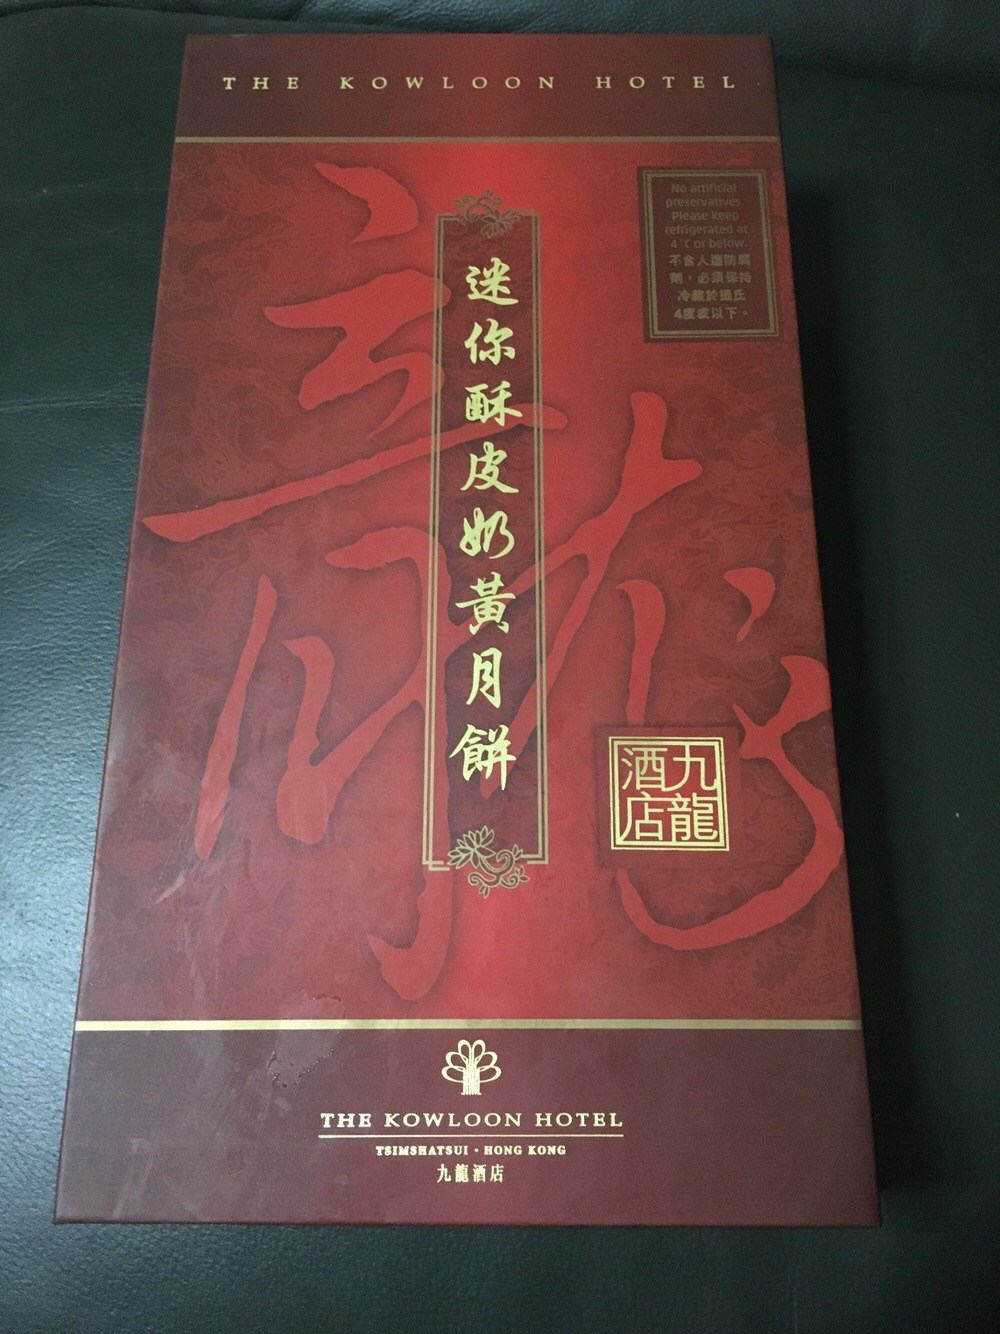 THE KOWLOON HOTEL
No artificial
preservatives.
Please keep
refrigerated at
4°C or below.
不含人造防腐
劑，必須保持
冷藏於攝氏
4度或以下。
迷你酥皮奶黃月餅
九龍
酒店
THE KOWLOON HOTEL
TSIMSHATSUI · HONG KONG
九龍酒店